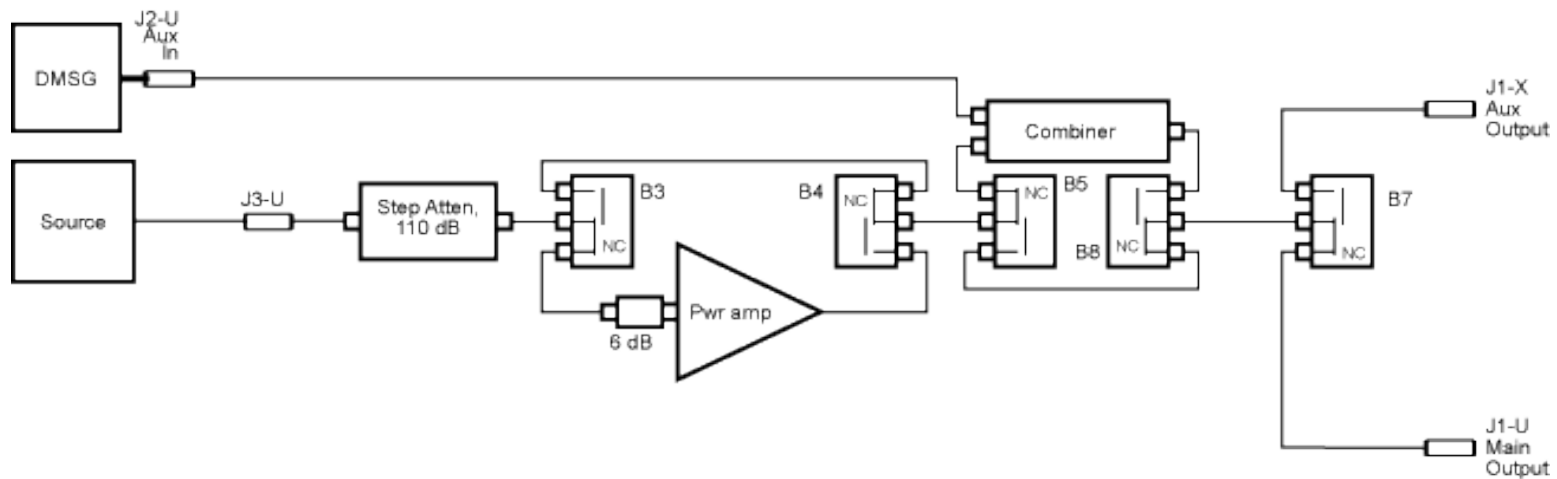 J2-U
Aux
In
DMSG
J1-X
Aux
Output
Combiner
Source
J3-U
Step Atten,
110 dB
B3
NC
B4
NC
NC
B5
B8
NC
B7
NC
Pwr amp
6 dB
J1-U
Main
Output